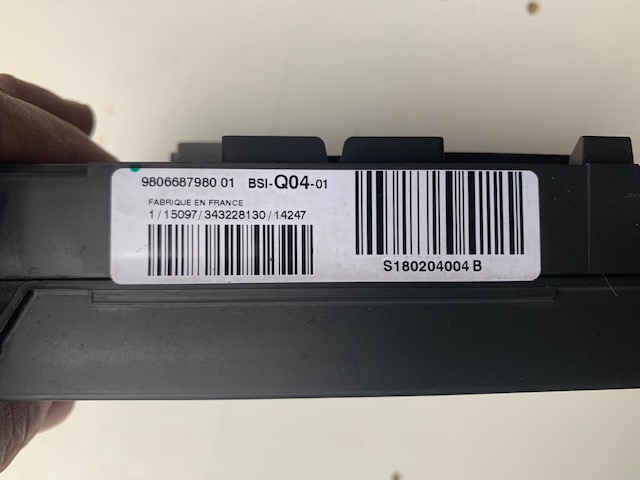 9806687980 01 BSI-Q04-01
FABRIQUE EN FRANCE
1/15097/343228130/14247
S180204004 B